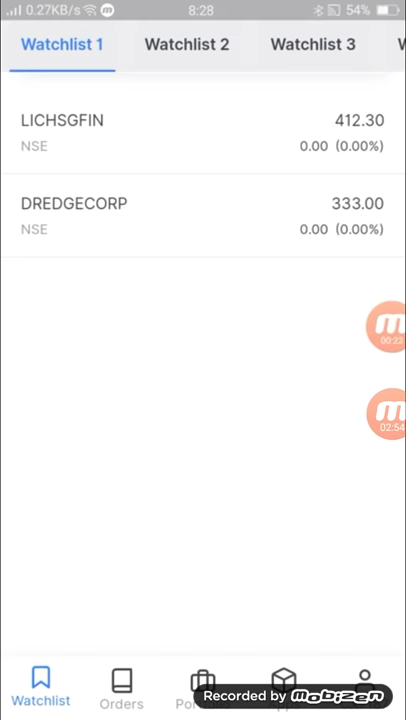 0.27KB/s 8:28 54%
Watchlist 1 Watchlist 2 Watchlist 3 W
LICHSGFIN 412.30
NSE 0.00 (0.00%)
DREDGECORP 333.00
NSE 0.00 (0.00%)
m
00:23
m
02:54
Watchlist Orders
Recorded by mobizen